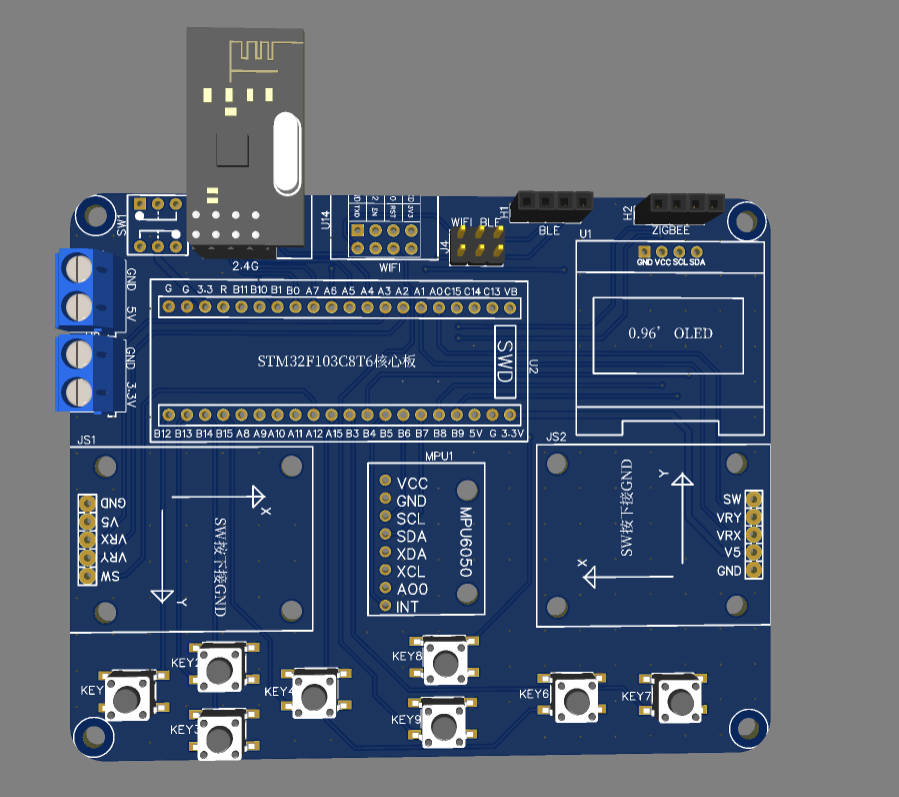 SW1
2.4G
U14
D TXD
2 EN
O RST
D 3V3
WIFI
WIFI BLE
J4
H1
BLE
H2
ZIGBEE
U1
GND VCC SCL SDA
0.96' OLED
GND
5V
GND
3.3V
G G 3.3 R B11 B10 B1 B0 A7 A6 A5 A4 A3 A2 A1 A0 C15 C14 C13 VB
STM32F103C8T6核心板
SWD
U2
B12 B13 B14 B15 A8 A9 A10 A11 A12 A15 B3 B4 B5 B6 B7 B8 B9 5V G 3.3V
JS1
GND
V5
VRX
VRY
SW
X
Y
SW按下接GND
MPU1
VCC
GND
SCL
SDA
XDA
XCL
AO0
INT
MPU6050
JS2
SW按下接GND
Y
X
SW
VRY
VRX
V5
GND
KEY
KEY2
KEY3
KEY4
KEY8
KEY9
KEY6
KEY7